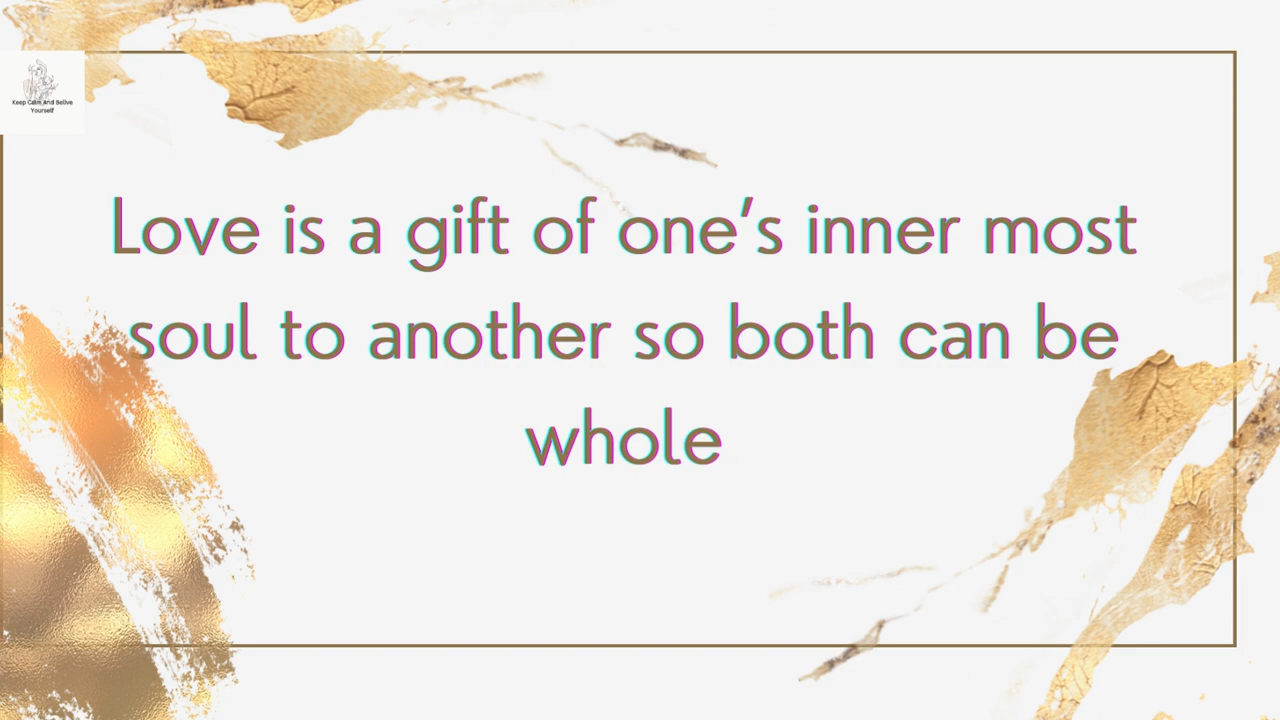 Keep Calm And Belive
Yourself
Love is a gift of one’s inner most
soul to another so both can be
whole